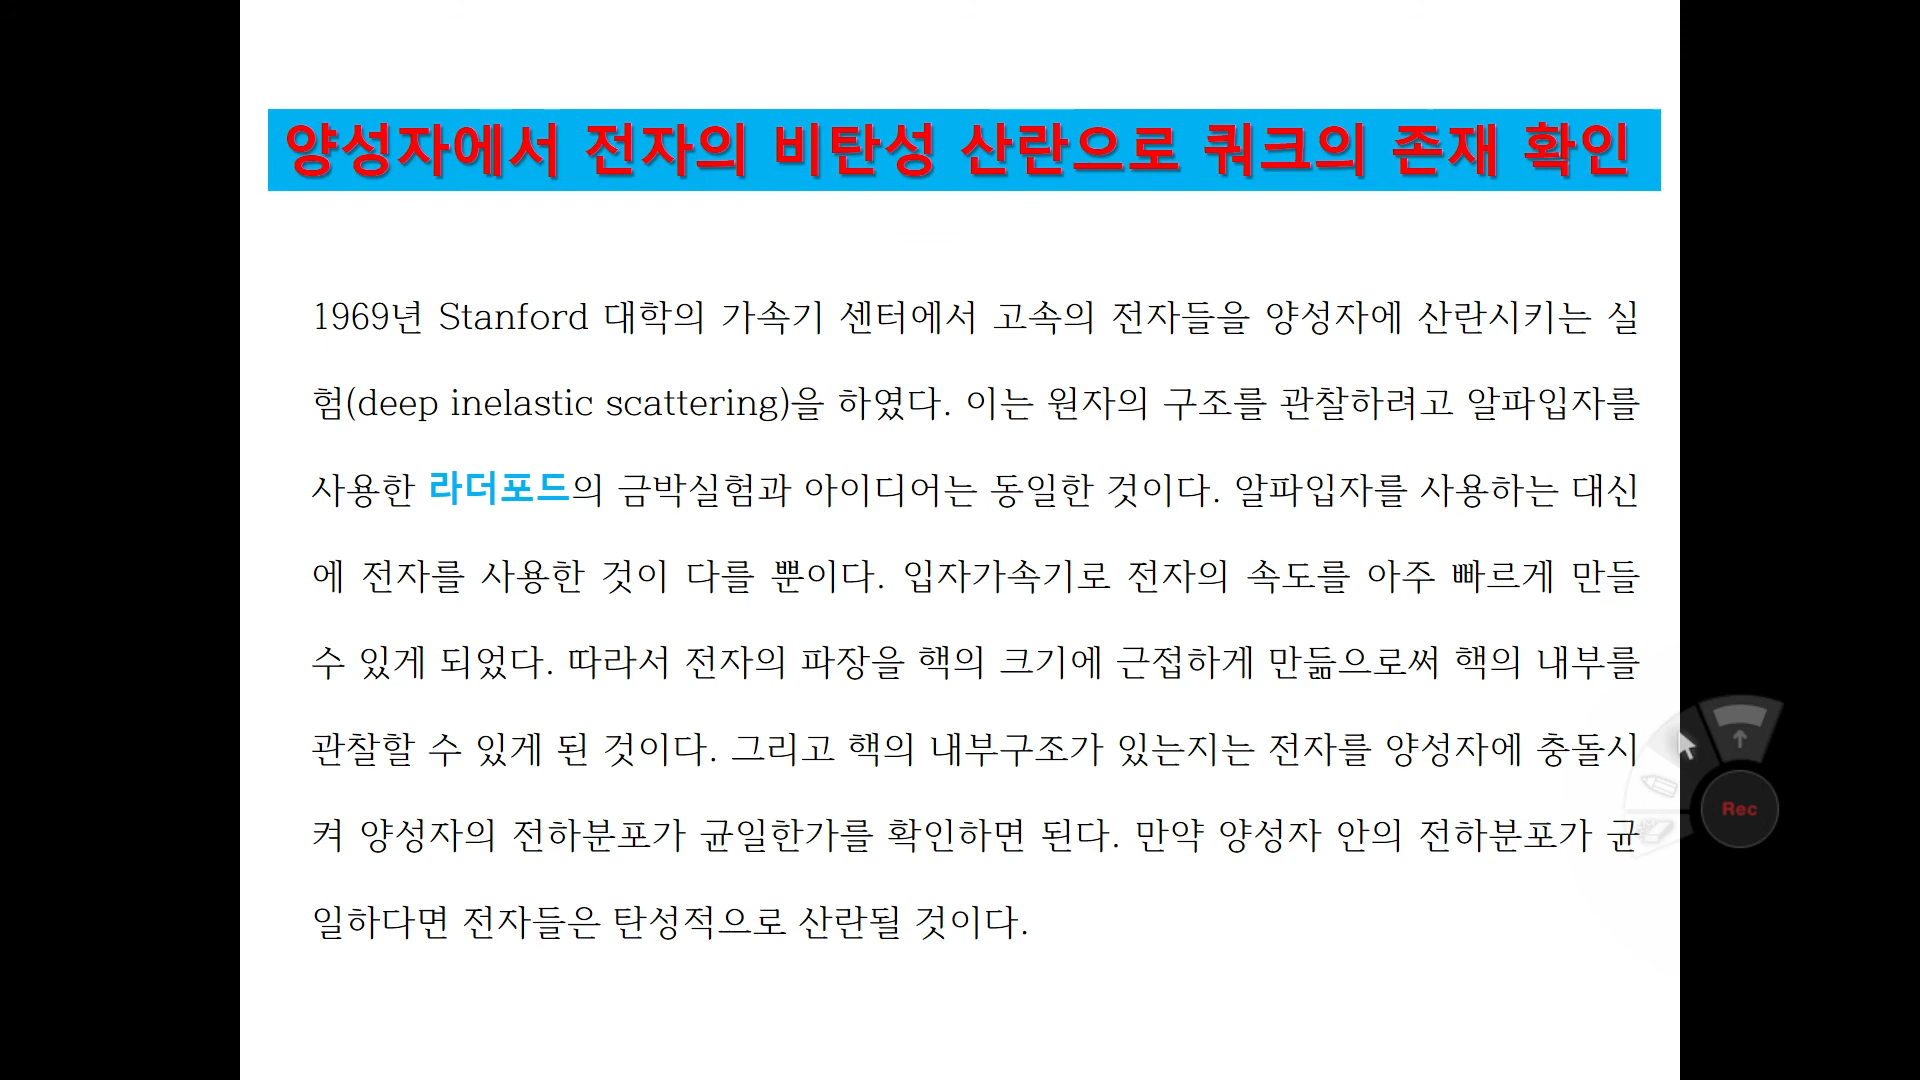 양성자에서 전자의 비탄성 산란으로 쿼크의 존재 확인
1969년 Stanford 대학의 가속기 센터에서 고속의 전자들을 양성자에 산란시키는 실
험(deep inelastic scattering)을 하였다. 이는 원자의 구조를 관찰하려고 알파입자를
사용한 라더포드의 금박실험과 아이디어는 동일한 것이다. 알파입자를 사용하는 대신
에 전자를 사용한 것이 다를 뿐이다. 입자가속기로 전자의 속도를 아주 빠르게 만들
수 있게 되었다. 따라서 전자의 파장을 핵의 크기에 근접하게 만듦으로써 핵의 내부를
관찰할 수 있게 된 것이다. 그리고 핵의 내부구조가 있는지는 전자를 양성자에 충돌시
켜 양성자의 전하분포가 균일한가를 확인하면 된다. 만약 양성자 안의 전하분포가 균
일하다면 전자들은 탄성적으로 산란될 것이다.
Rec